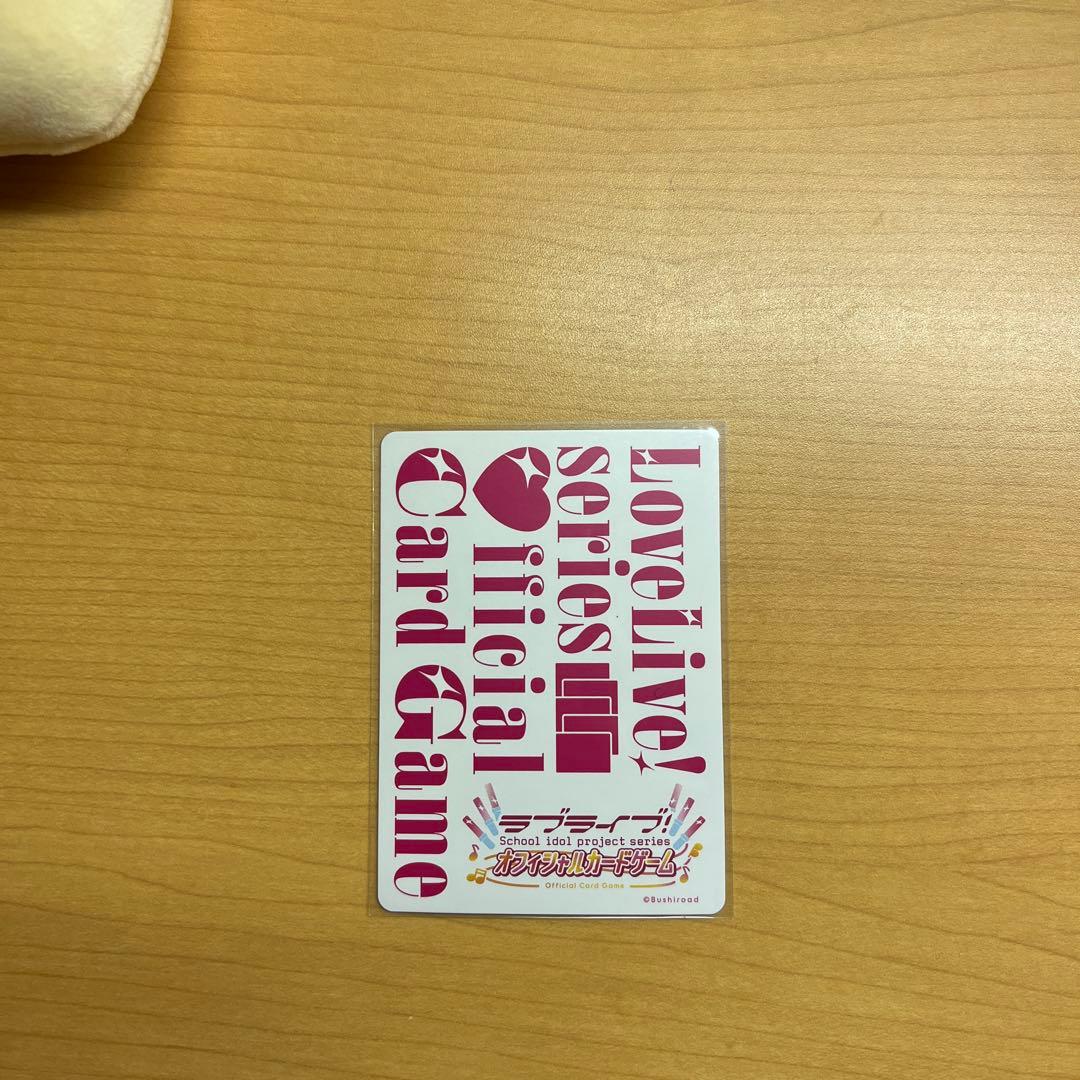 LoveLive!
series
Official
Card Game
ラブライブ!
School idol project series
オフィシャルカードゲーム
Official Card Game
©Bushiroad